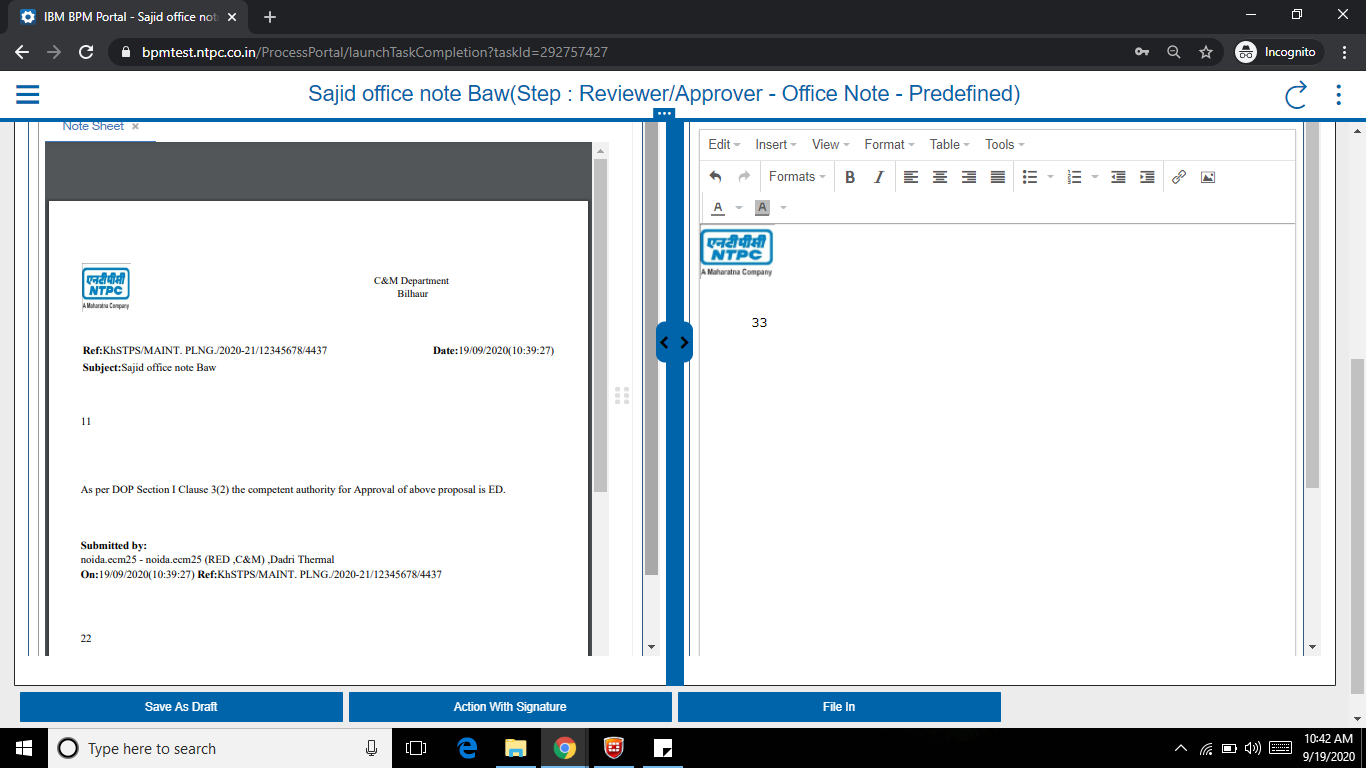 IBM BPM Portal - Sajid office not
bpmtest.ntpc.co.in/ProcessPortal/launchTaskCompletion?taskId=292757427
Incognito
Sajid office note Baw(Step : Reviewer/Approver - Office Note - Predefined)
Note Sheet ×
एनटीपीसी
NTPC
A Maharatna Company
C&M Department
Bilhaur
Ref:KhSTPS/MAINT. PLNG./2020-21/12345678/4437 Date:19/09/2020(10:39:27)
Subject:Sajid office note Baw
11
As per DOP Section I Clause 3(2) the competent authority for Approval of above proposal is ED.
Submitted by:
noida.ecm25 - noida.ecm25 (RED ,C&M) ,Dadri Thermal
On:19/09/2020(10:39:27) Ref:KhSTPS/MAINT. PLNG./2020-21/12345678/4437
22
Edit Insert View Format Table Tools
Formats B I
A A
एनटीपीसी
NTPC
A Maharatna Company
33
Save As Draft Action With Signature File In
Type here to search
10:42 AM
9/19/2020